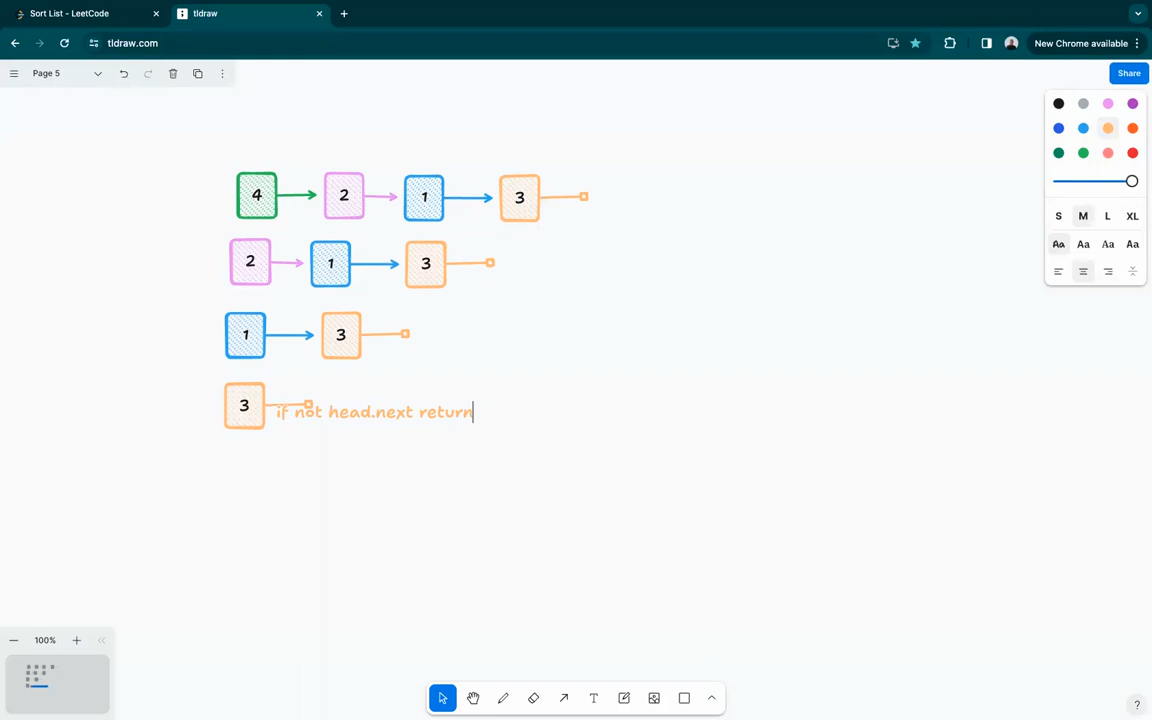 Sort List - LeetCode
tldraw
tldraw.com
New Chrome available
Page 5
Share
4 2 1 3
2 1 3
1 3
3 if not head.next return
S M L XL
Aa Aa Aa Aa
100%
T
?